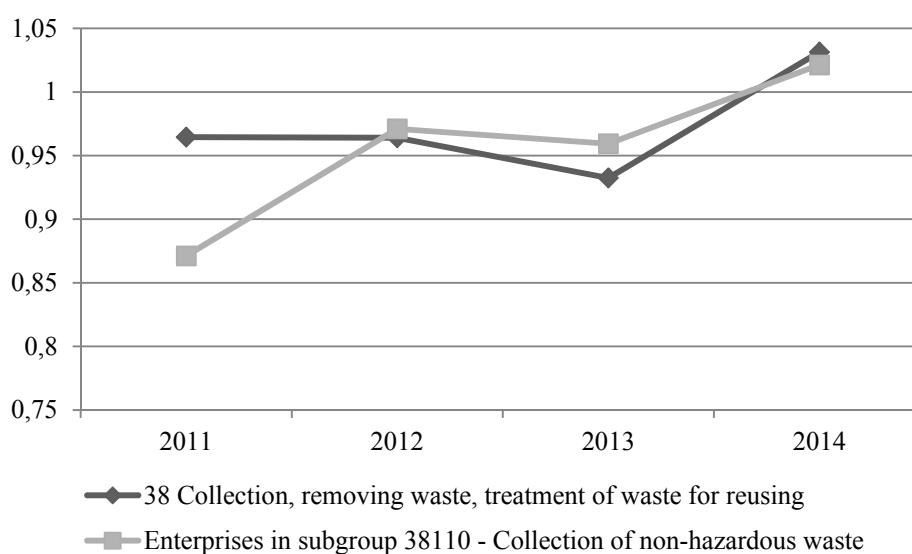 1,05
1
0,95
0,9
0,85
0,8
0,75
2011 2012 2013 2014
38 Collection, removing waste, treatment of waste for reusing
Enterprises in subgroup 38110 - Collection of non-hazardous waste